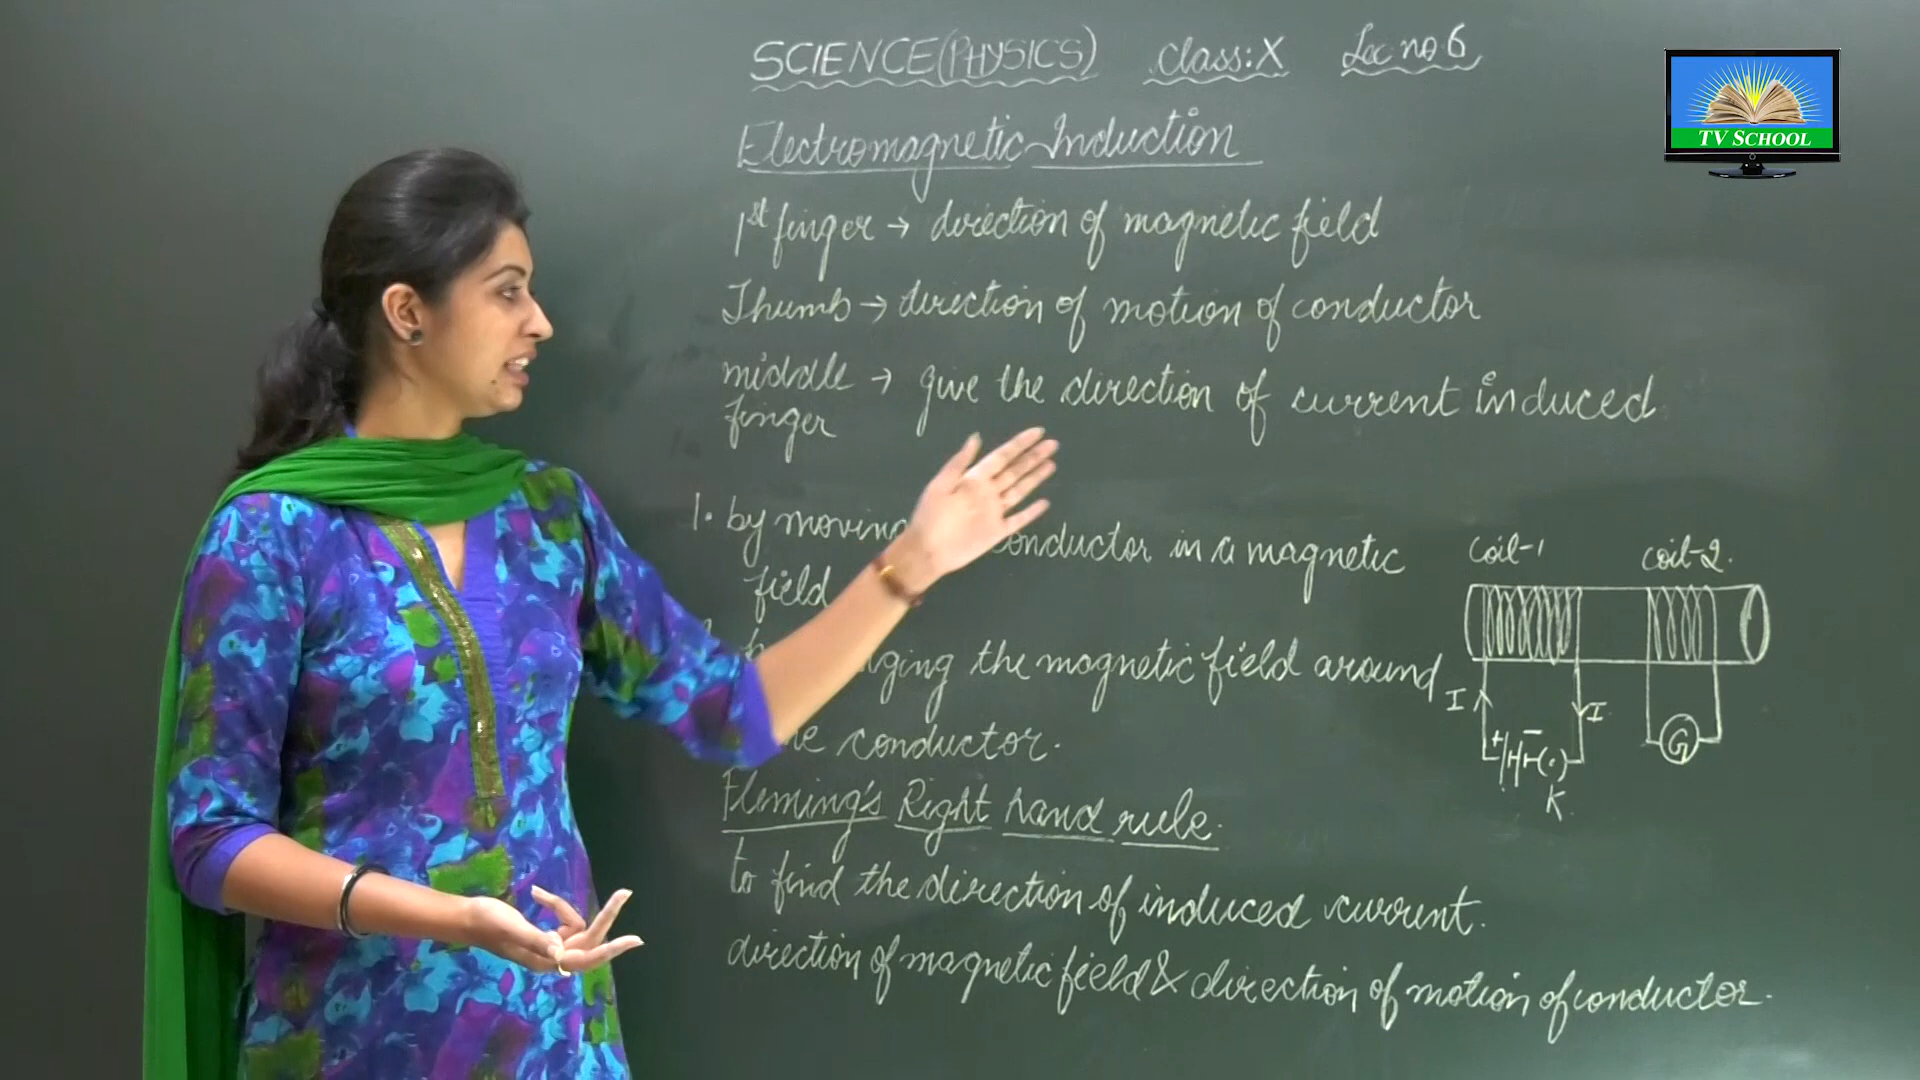 SCIENCE(PHYSICS) Class:X Lec no 6
TV SCHOOL
Electromagnetic Induction
1st finger → direction of magnetic field
Thumb → direction of motion of conductor
middle → give the direction of current induced
finger
1. by moving conductor in a magnetic
field
the magnetic field around
conductor.
coil-1 coil-2.
I I
+ -
G
K
Fleming's Right hand rule.
to find the direction of induced current.
direction of magnetic field & direction of motion of conductor.